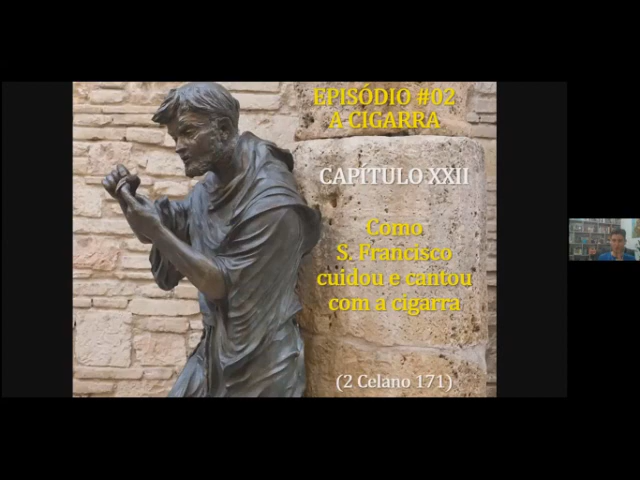 EPISÓDIO #02
A CIGARRA
CAPÍTULO XXII
Como
S. Francisco
cuidou e cantou
com a cigarra
(2 Celano 171)